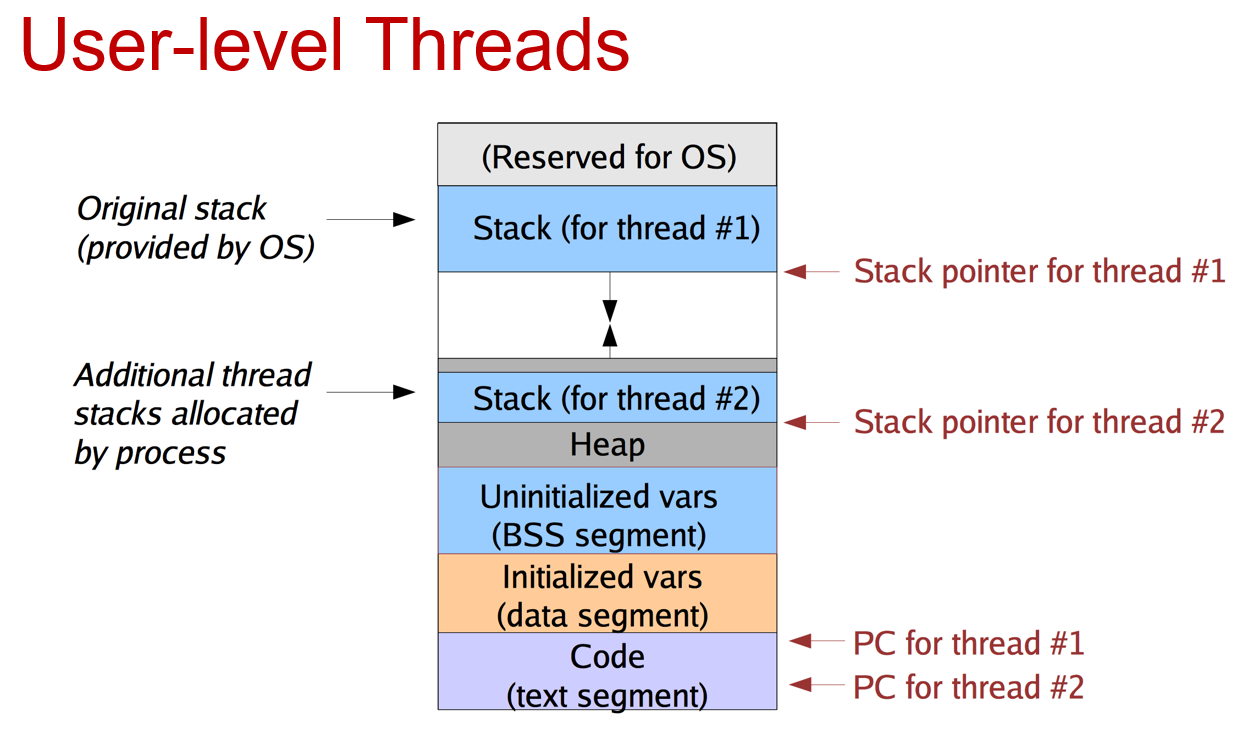 User-level Threads
(Reserved for OS)
Original stack
(provided by OS)
Stack (for thread #1)
Stack pointer for thread #1
Additional thread
stacks allocated
by process
Stack (for thread #2)
Stack pointer for thread #2
Heap
Uninitialized vars
(BSS segment)
Initialized vars
(data segment)
Code
(text segment)
PC for thread #1
PC for thread #2